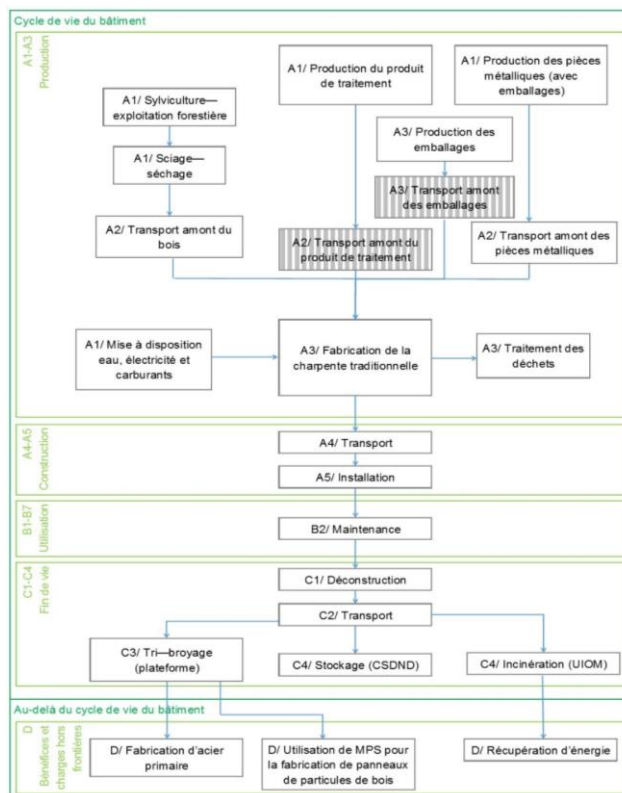 Cycle de vie du bâtiment
A1-A3
Production
A1/ Production du produit
de traitement
A1/ Production des pièces
métalliques (avec
emballages)
A1/ Sylviculture—
exploitation forestière
A3/ Production des
emballages
A1/ Sciage—
séchage
A3/ Transport amont
des emballages
A2/ Transport amont du
bois
A2/ Transport amont du
produit de traitement
A2/ Transport amont des
pièces métalliques
A1/ Mise à disposition
eau, électricité et
carburants
A3/ Fabrication de la
charpente traditionnelle
A3/ Traitement des
déchets
A4-A5
Construction
A4/ Transport
A5/ Installation
B1-B7
Utilisation
B2/ Maintenance
C1-C4
Fin de vie
C1/ Déconstruction
C2/ Transport
C3/ Tri—broyage
(plateforme)
C4/ Stockage (CSDND)
C4/ Incinération (UIOM)
Au-delà du cycle de vie du bâtiment
D
Bénéfices et
charges hors
frontières
D/ Fabrication d'acier
primaire
D/ Utilisation de MPS pour
la fabrication de panneaux
de particules de bois
D/ Récupération d'énergie